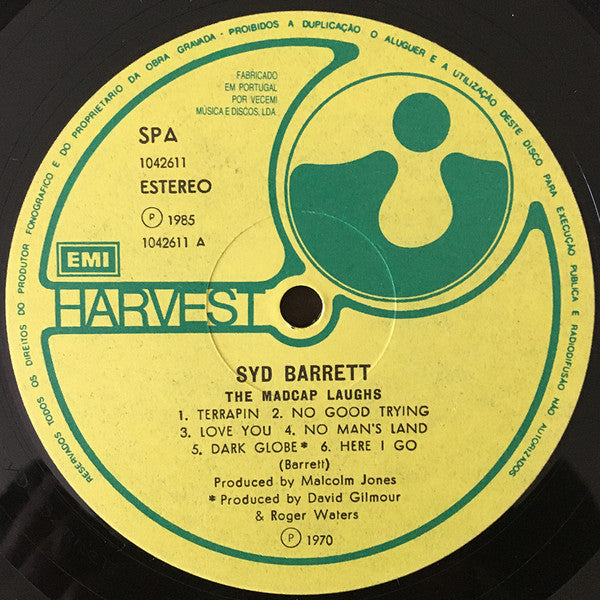 RESERVADOS TODOS OS DIREITOS DO PRODUTOR FONOGRAFICO E DO PROPRIETARIO DA OBRA GRAVADA - PROIBIDOS A DUPLICAÇÃO O ALUGUER E A UTILIZAÇÃO DESTE DISCO PARA EXECUÇÃO PUBLICA E RADIODIFUSÃO NÃO AUTORIZADOS
FABRICADO
EM PORTUGAL
POR VECEMI
MÚSICA E DISCOS, LDA.
SPA
1042611
ESTEREO
Ⓟ 1985
1042611 A
EMI
HARVEST
SYD BARRETT
THE MADCAP LAUGHS
1. TERRAPIN 2. NO GOOD TRYING
3. LOVE YOU 4. NO MAN'S LAND
5. DARK GLOBE* 6. HERE I GO
(Barrett)
Produced by Malcolm Jones
* Produced by David Gilmour
& Roger Waters
Ⓟ 1970